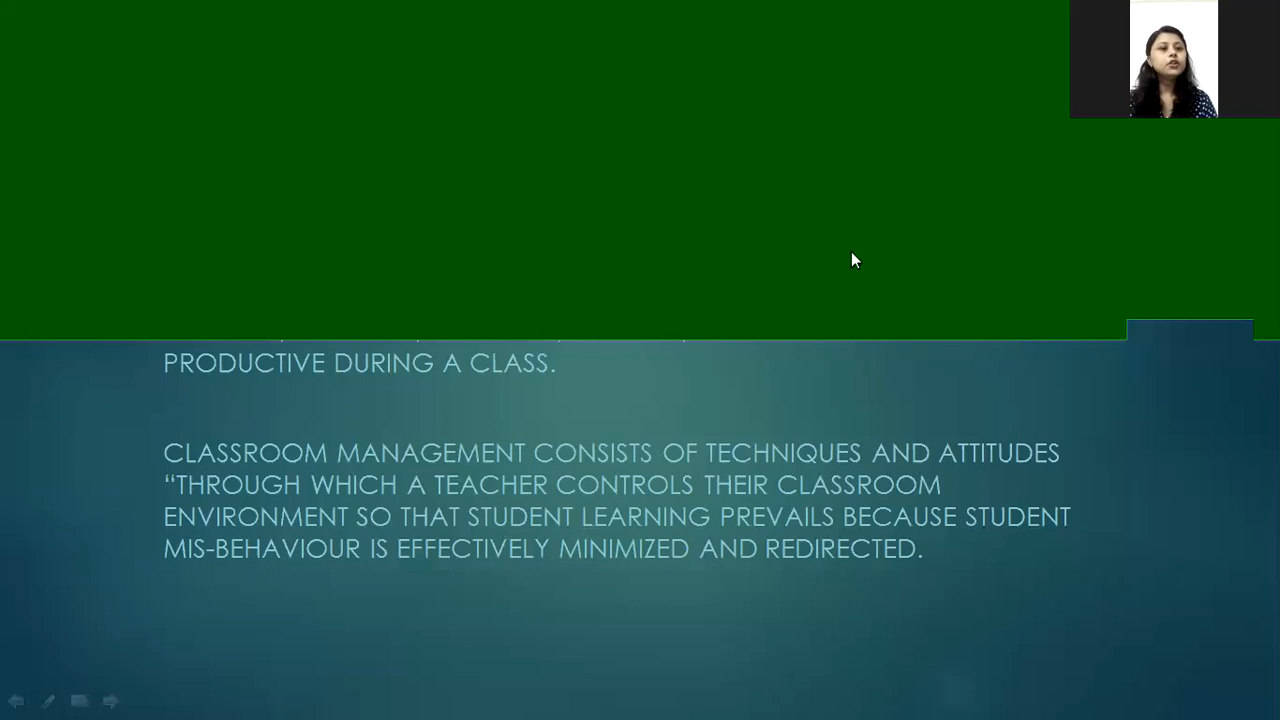 PRODUCTIVE DURING A CLASS.
CLASSROOM MANAGEMENT CONSISTS OF TECHNIQUES AND ATTITUDES
“THROUGH WHICH A TEACHER CONTROLS THEIR CLASSROOM
ENVIRONMENT SO THAT STUDENT LEARNING PREVAILS BECAUSE STUDENT
MIS-BEHAVIOUR IS EFFECTIVELY MINIMIZED AND REDIRECTED.